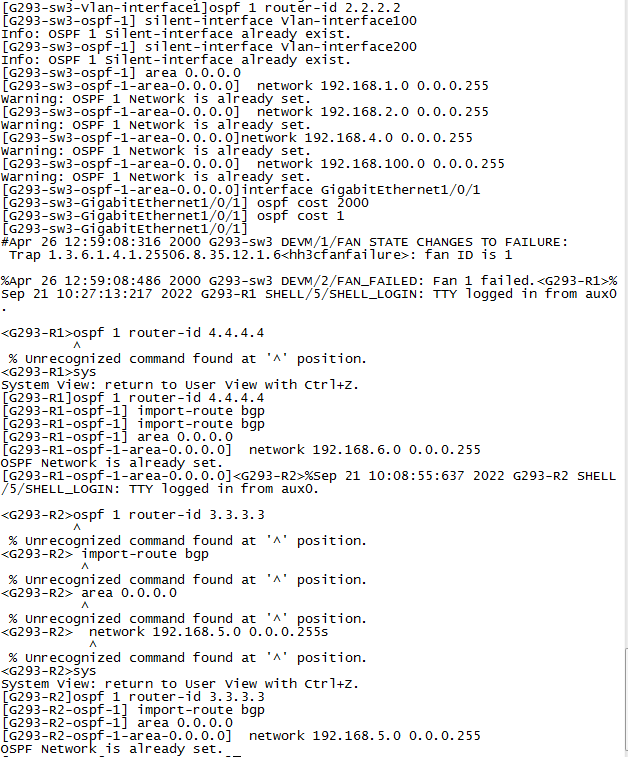 [G293-sw3-Vlan-interface1]ospf 1 router-id 2.2.2.2
[G293-sw3-ospf-1] silent-interface Vlan-interface100
Info: OSPF 1 Silent-interface already exist.
[G293-sw3-ospf-1] silent-interface Vlan-interface200
Info: OSPF 1 Silent-interface already exist.
[G293-sw3-ospf-1] area 0.0.0.0
[G293-sw3-ospf-1-area-0.0.0.0]  network 192.168.1.0 0.0.0.255
Warning: OSPF 1 Network is already set.
[G293-sw3-ospf-1-area-0.0.0.0]  network 192.168.2.0 0.0.0.255
Warning: OSPF 1 Network is already set.
[G293-sw3-ospf-1-area-0.0.0.0]network 192.168.4.0 0.0.0.255
Warning: OSPF 1 Network is already set.
[G293-sw3-ospf-1-area-0.0.0.0]  network 192.168.100.0 0.0.0.255
Warning: OSPF 1 Network is already set.
[G293-sw3-ospf-1-area-0.0.0.0]interface GigabitEthernet1/0/1
[G293-sw3-GigabitEthernet1/0/1] ospf cost 2000
[G293-sw3-GigabitEthernet1/0/1] ospf cost 1
[G293-sw3-GigabitEthernet1/0/1]
#Apr 26 12:59:08:316 2000 G293-sw3 DEVM/1/FAN STATE CHANGES TO FAILURE:
 Trap 1.3.6.1.4.1.25506.8.35.12.1.6<hh3cfanfailure>: fan ID is 1
%Apr 26 12:59:08:486 2000 G293-sw3 DEVM/2/FAN_FAILED: Fan 1 failed.<G293-R1>%
Sep 21 10:27:13:217 2022 G293-R1 SHELL/5/SHELL_LOGIN: TTY logged in from aux0
.
<G293-R1>ospf 1 router-id 4.4.4.4
         ^
 % Unrecognized command found at '^' position.
<G293-R1>sys
System View: return to User View with Ctrl+Z.
[G293-R1]ospf 1 router-id 4.4.4.4
[G293-R1-ospf-1] import-route bgp
[G293-R1-ospf-1] import-route bgp
[G293-R1-ospf-1] area 0.0.0.0
[G293-R1-ospf-1-area-0.0.0.0]  network 192.168.6.0 0.0.0.255
OSPF Network is already set.
[G293-R1-ospf-1-area-0.0.0.0]<G293-R2>%Sep 21 10:08:55:637 2022 G293-R2 SHELL
/5/SHELL_LOGIN: TTY logged in from aux0.
<G293-R2>ospf 1 router-id 3.3.3.3
         ^
 % Unrecognized command found at '^' position.
<G293-R2> import-route bgp
          ^
 % Unrecognized command found at '^' position.
<G293-R2> area 0.0.0.0
          ^
 % Unrecognized command found at '^' position.
<G293-R2>  network 192.168.5.0 0.0.0.255s
           ^
 % Unrecognized command found at '^' position.
<G293-R2>sys
System View: return to User View with Ctrl+Z.
[G293-R2]ospf 1 router-id 3.3.3.3
[G293-R2-ospf-1] import-route bgp
[G293-R2-ospf-1] area 0.0.0.0
[G293-R2-ospf-1-area-0.0.0.0]  network 192.168.5.0 0.0.0.255
OSPF Network is already set.